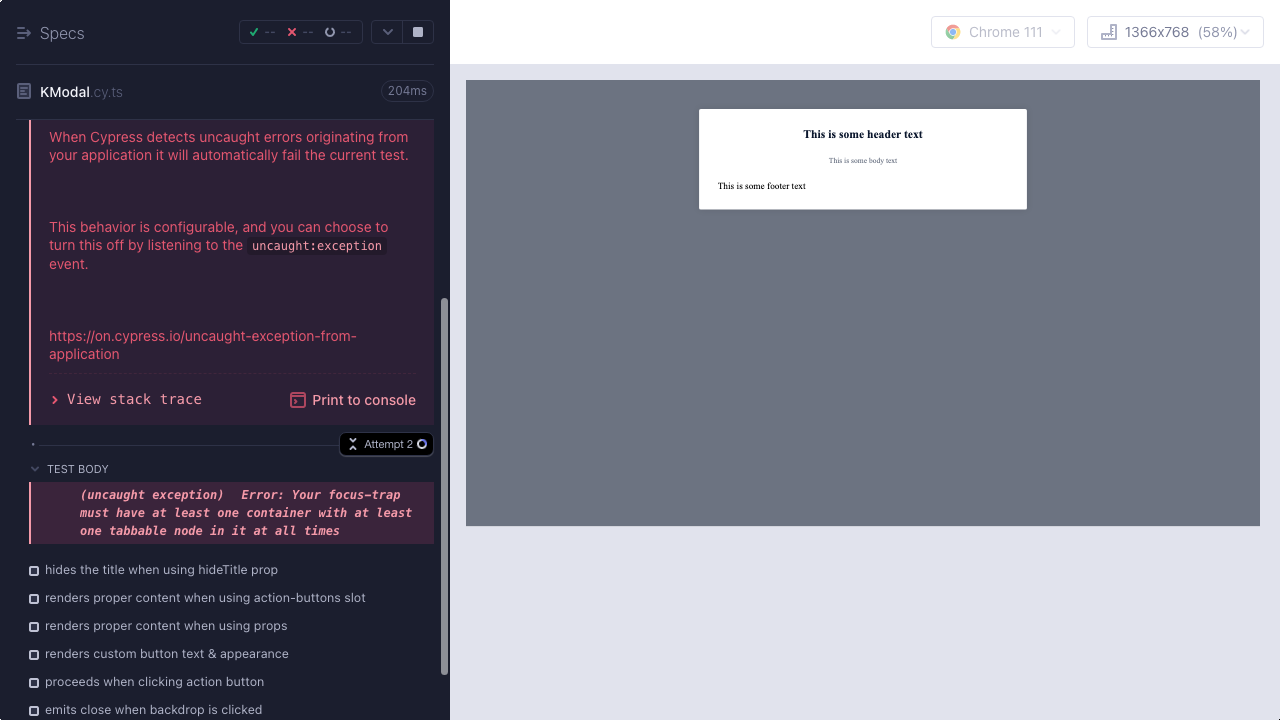 Specs
-- -- --
KModal.cy.ts 204ms
When Cypress detects uncaught errors originating from
your application it will automatically fail the current test.
This behavior is configurable, and you can choose to
turn this off by listening to the uncaught:exception
event.
https://on.cypress.io/uncaught-exception-from-
application
View stack trace Print to console
Attempt 2
TEST BODY
(uncaught exception) Error: Your focus-trap
must have at least one container with at least
one tabbable node in it at all times
hides the title when using hideTitle prop
renders proper content when using action-buttons slot
renders proper content when using props
renders custom button text & appearance
proceeds when clicking action button
emits close when backdrop is clicked
Chrome 111
1366x768 (58%)
This is some header text
This is some body text
This is some footer text